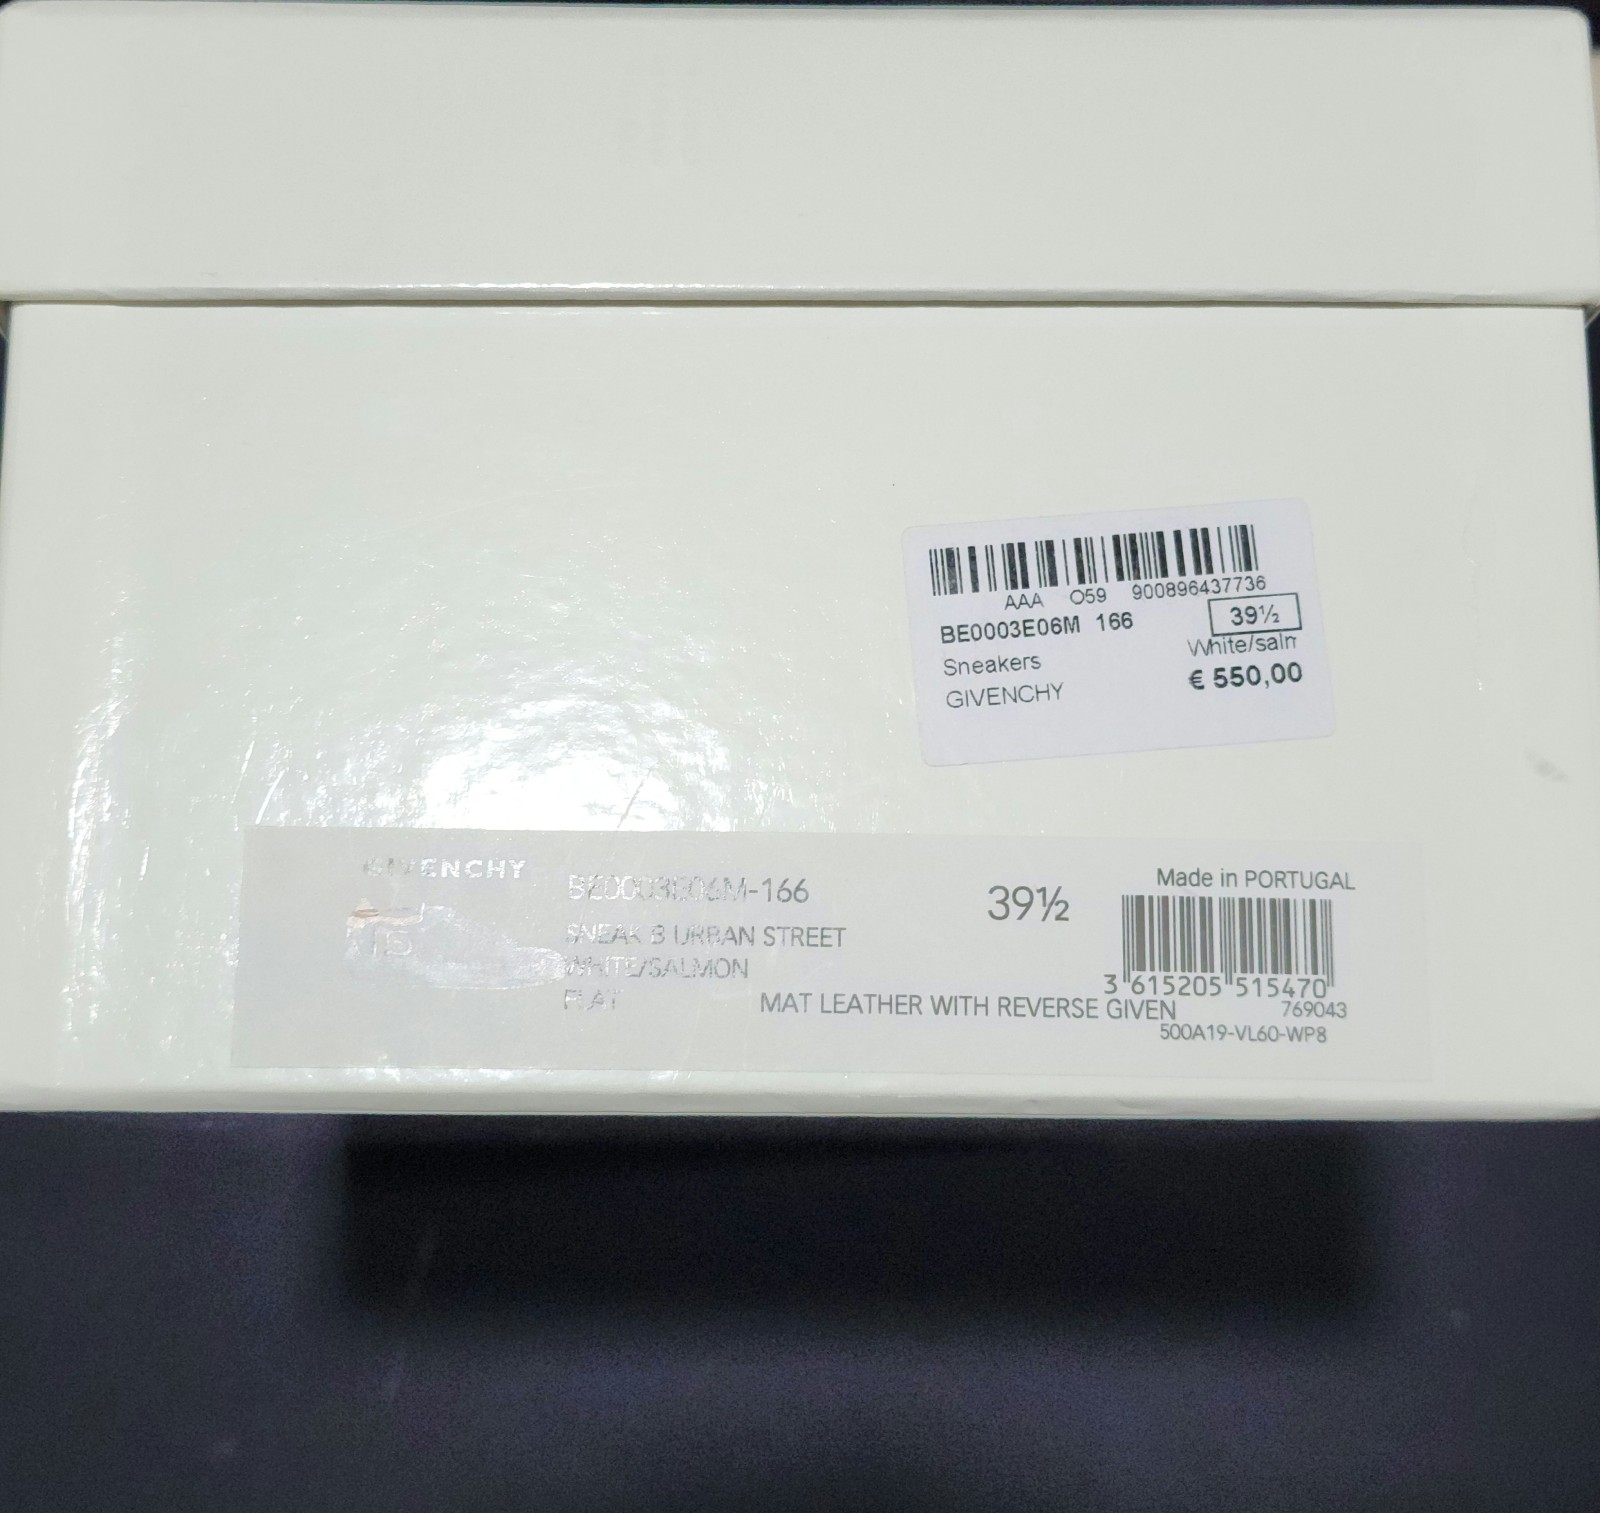 AAA O59 900896437736
BE0003E06M 166 39½
Sneakers White/saln
GIVENCHY € 550,00
GIVENCHY
BE0003E06M-166 39½ Made in PORTUGAL
SNEAK B URBAN STREET
WHITE/SALMON
3 615205 515470
FLAT MAT LEATHER WITH REVERSE GIVEN 769043
500A19-VL60-WP8